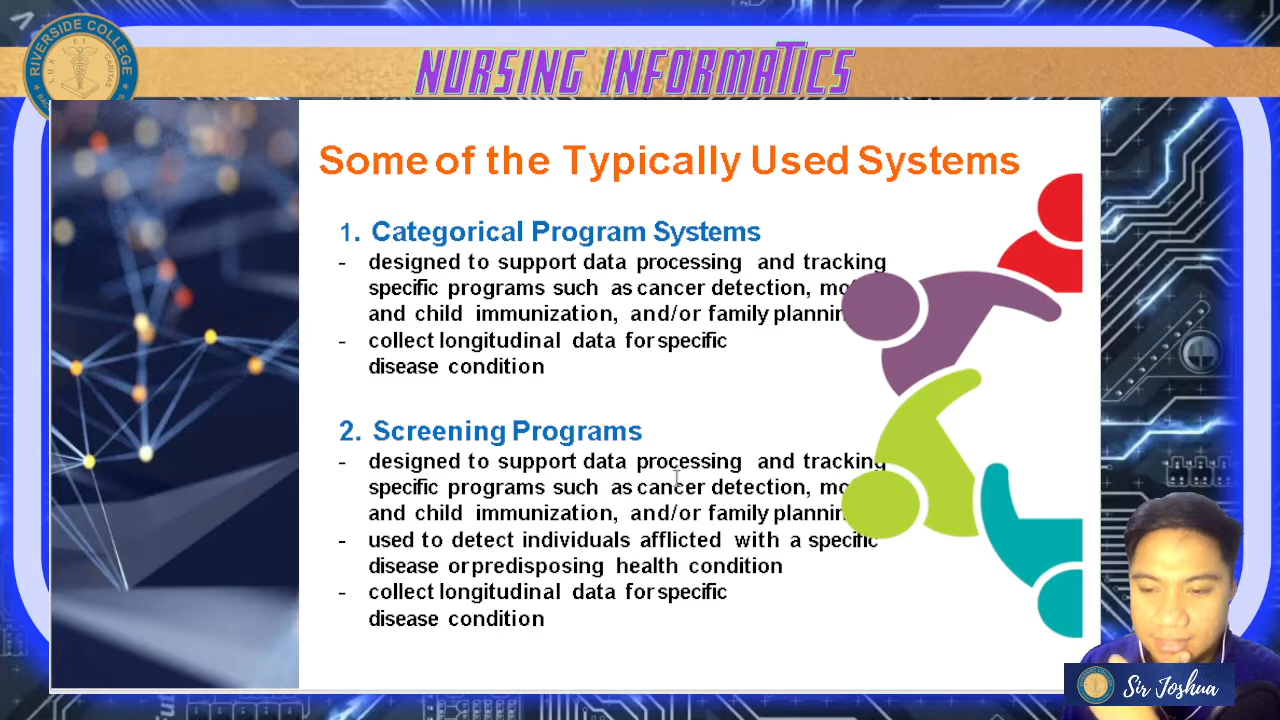 RIVERSIDE COLLEGE
LUX ET CARITAS
NURSING INFORMATICS
Some of the Typically Used Systems
1. Categorical Program Systems
- designed to support data processing and tracking
specific programs such as cancer detection,
and child immunization, and/or family
- collect longitudinal data for specific
disease condition
2. Screening Programs
- designed to support data processing and tracking
specific programs such as cancer detection,
and child immunization, and/or family
- used to detect individuals afflicted with a specific
disease or predisposing health condition
- collect longitudinal data for specific
disease condition
Sir Joshua